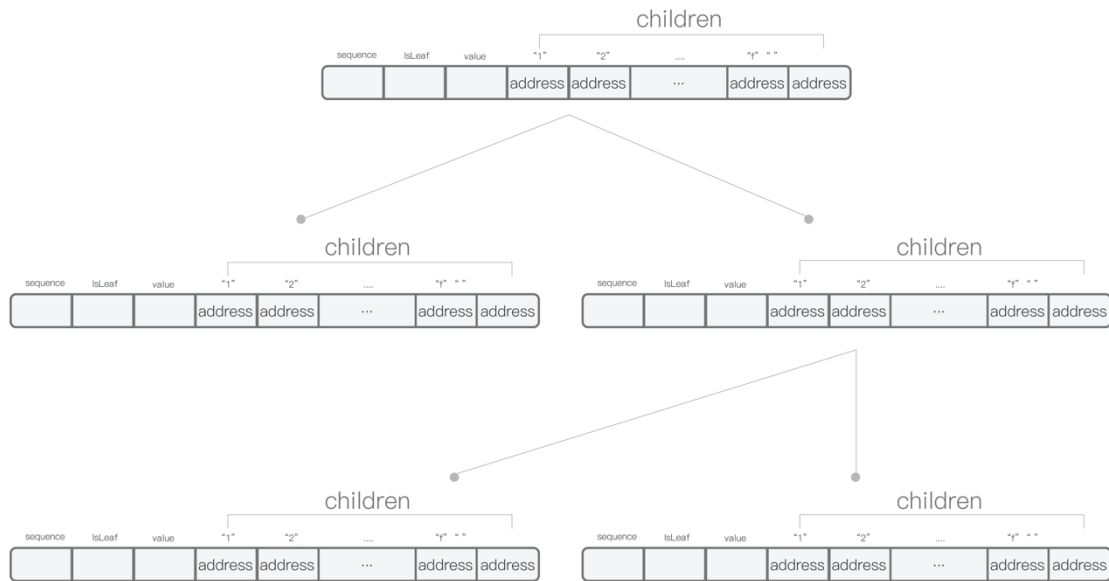 children
sequence IsLeaf value “1” “2” .... “f” “ ”
address address ... address address
children children
sequence IsLeaf value “1” “2” .... “f” “ ” sequence IsLeaf value “1” “2” .... “f” “ ”
address address ... address address address address ... address address
children children
sequence IsLeaf value “1” “2” .... “f” “ ” sequence IsLeaf value “1” “2” .... “f” “ ”
address address ... address address address address ... address address